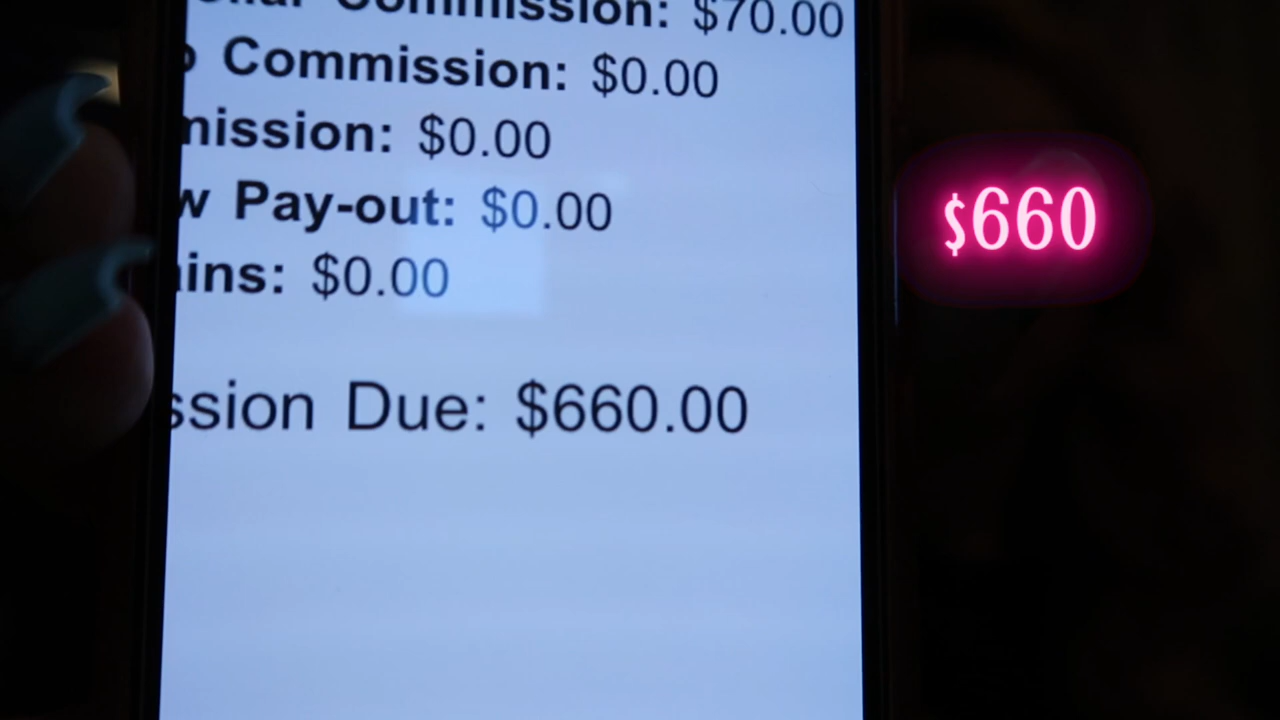 Commission: $70.00
Commission: $0.00
mission: $0.00
w Pay-out: $0.00
ins: $0.00
ssion Due: $660.00
$660